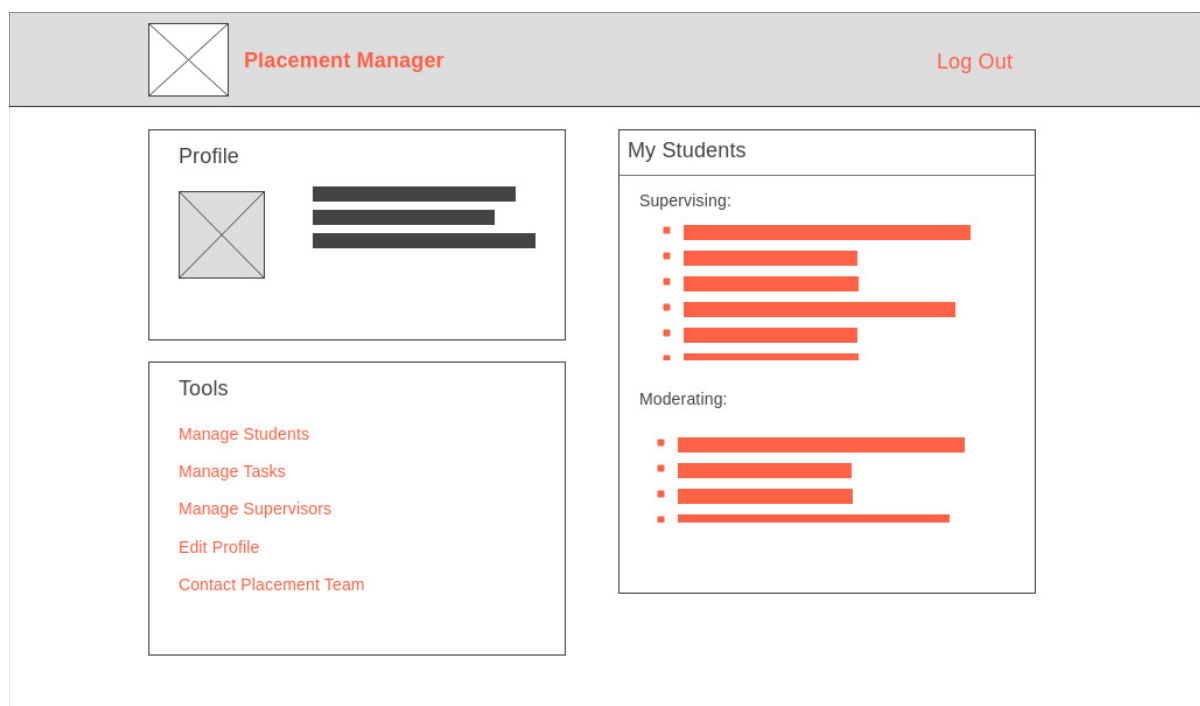 Placement Manager
Log Out
Profile
Tools
Manage Students
Manage Tasks
Manage Supervisors
Edit Profile
Contact Placement Team
My Students
Supervising:
Moderating: